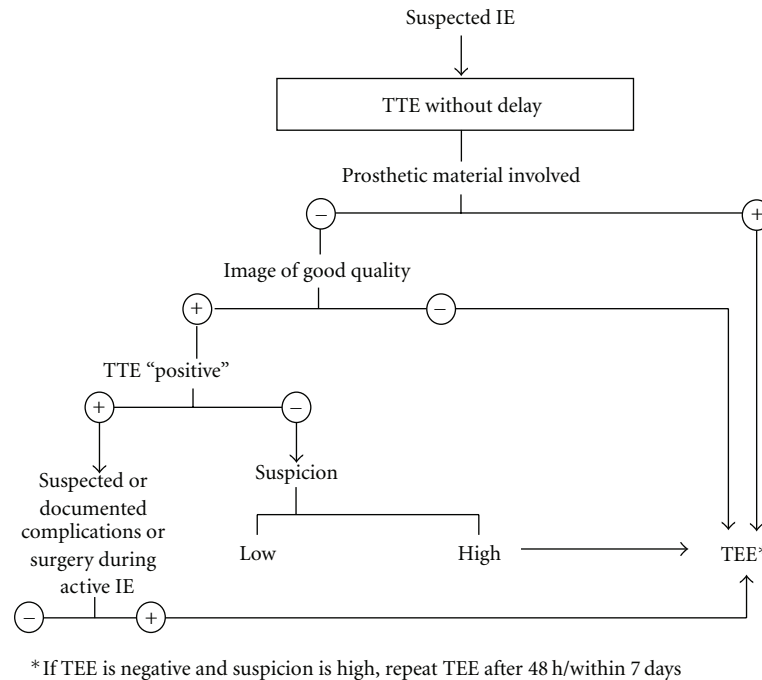 Suspected IE
TTE without delay
Prosthetic material involved
− +
Image of good quality
+ −
TTE “positive”
+ −
Suspected or
documented
complications or
surgery during
active IE
Suspicion
Low High TEE*
− +
*If TEE is negative and suspicion is high, repeat TEE after 48 h/within 7 days